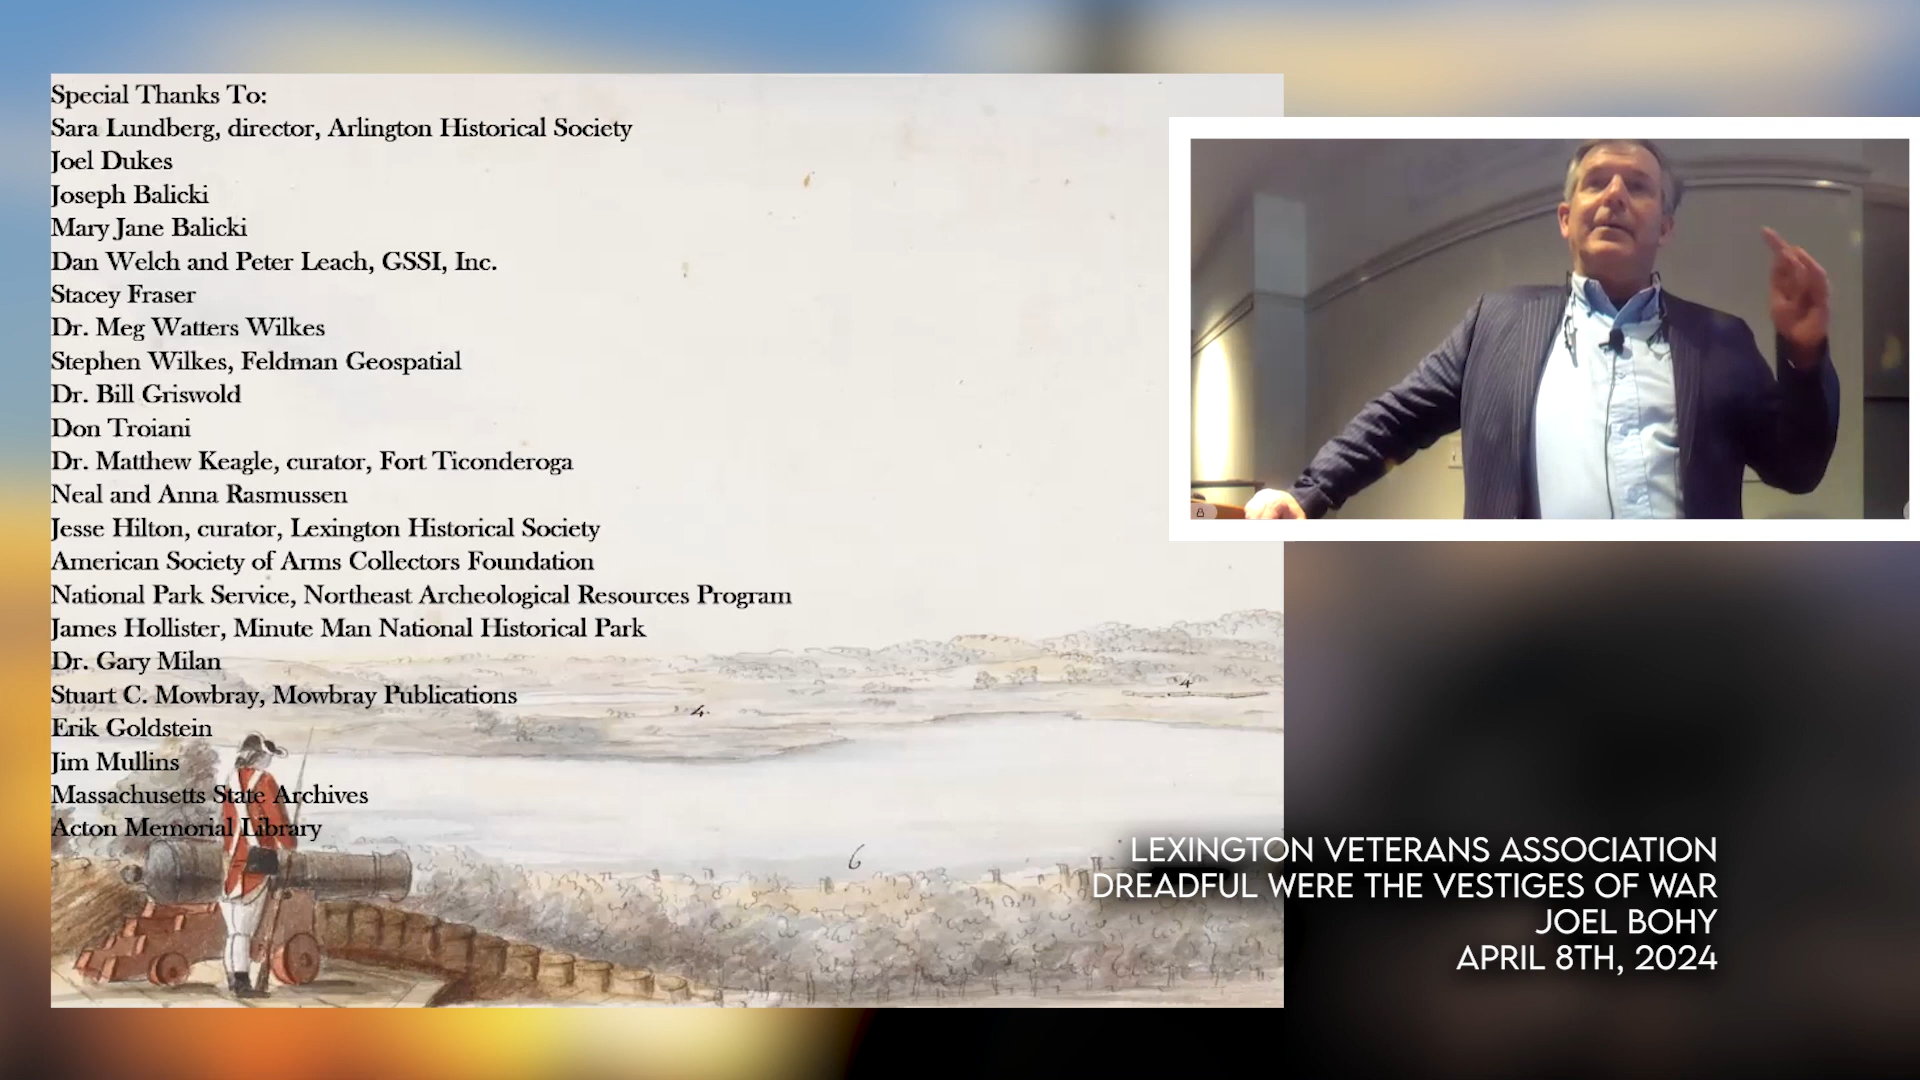 Special Thanks To:
Sara Lundberg, director, Arlington Historical Society
Joel Dukes
Joseph Balicki
Mary Jane Balicki
Dan Welch and Peter Leach, GSSI, Inc.
Stacey Fraser
Dr. Meg Watters Wilkes
Stephen Wilkes, Feldman Geospatial
Dr. Bill Griswold
Don Troiani
Dr. Matthew Keagle, curator, Fort Ticonderoga
Neal and Anna Rasmussen
Jesse Hilton, curator, Lexington Historical Society
American Society of Arms Collectors Foundation
National Park Service, Northeast Archeological Resources Program
James Hollister, Minute Man National Historical Park
Dr. Gary Milan
Stuart C. Mowbray, Mowbray Publications
Erik Goldstein
Jim Mullins
Massachusetts State Archives
Acton Memorial Library
4
4
6
LEXINGTON VETERANS ASSOCIATION
DREADFUL WERE THE VESTIGES OF WAR
JOEL BOHY
APRIL 8TH, 2024